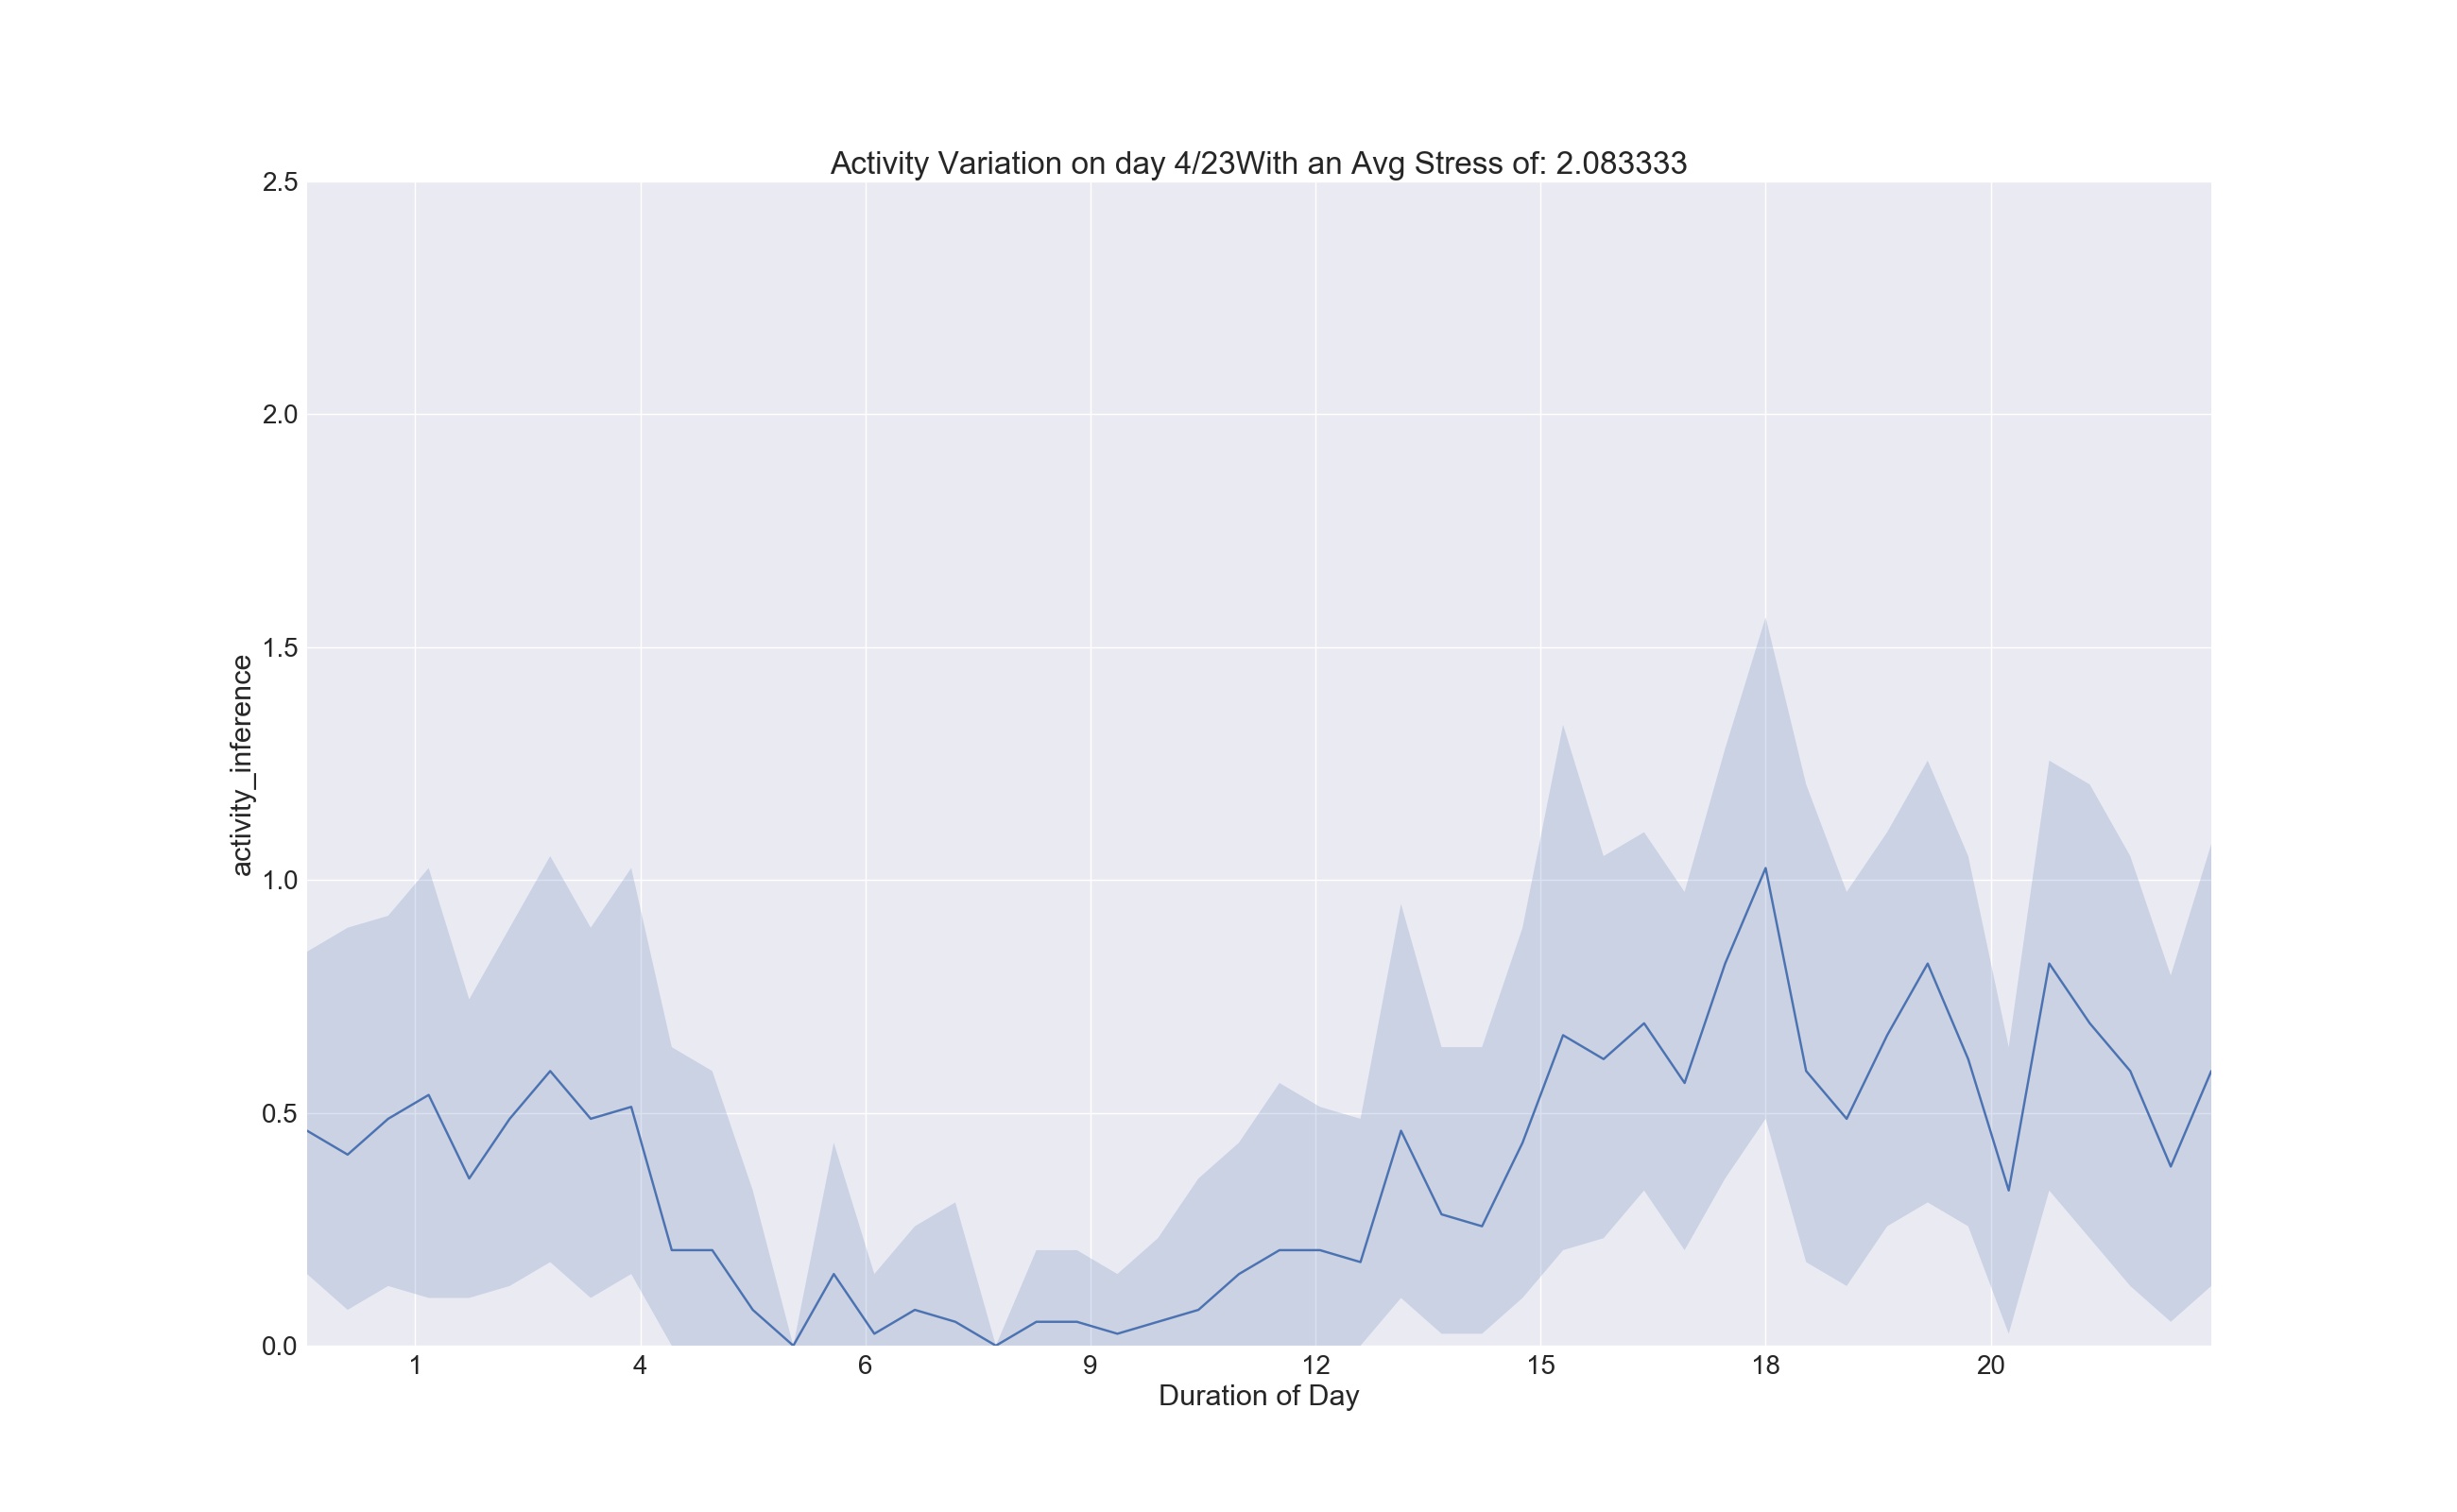 Activity Variation on day 4/23With an Avg Stress of: 2.083333
2.5
2.0
1.5
1.0
0.5
0.0
activity_inference
1 4 6 9 12 15 18 20
Duration of Day